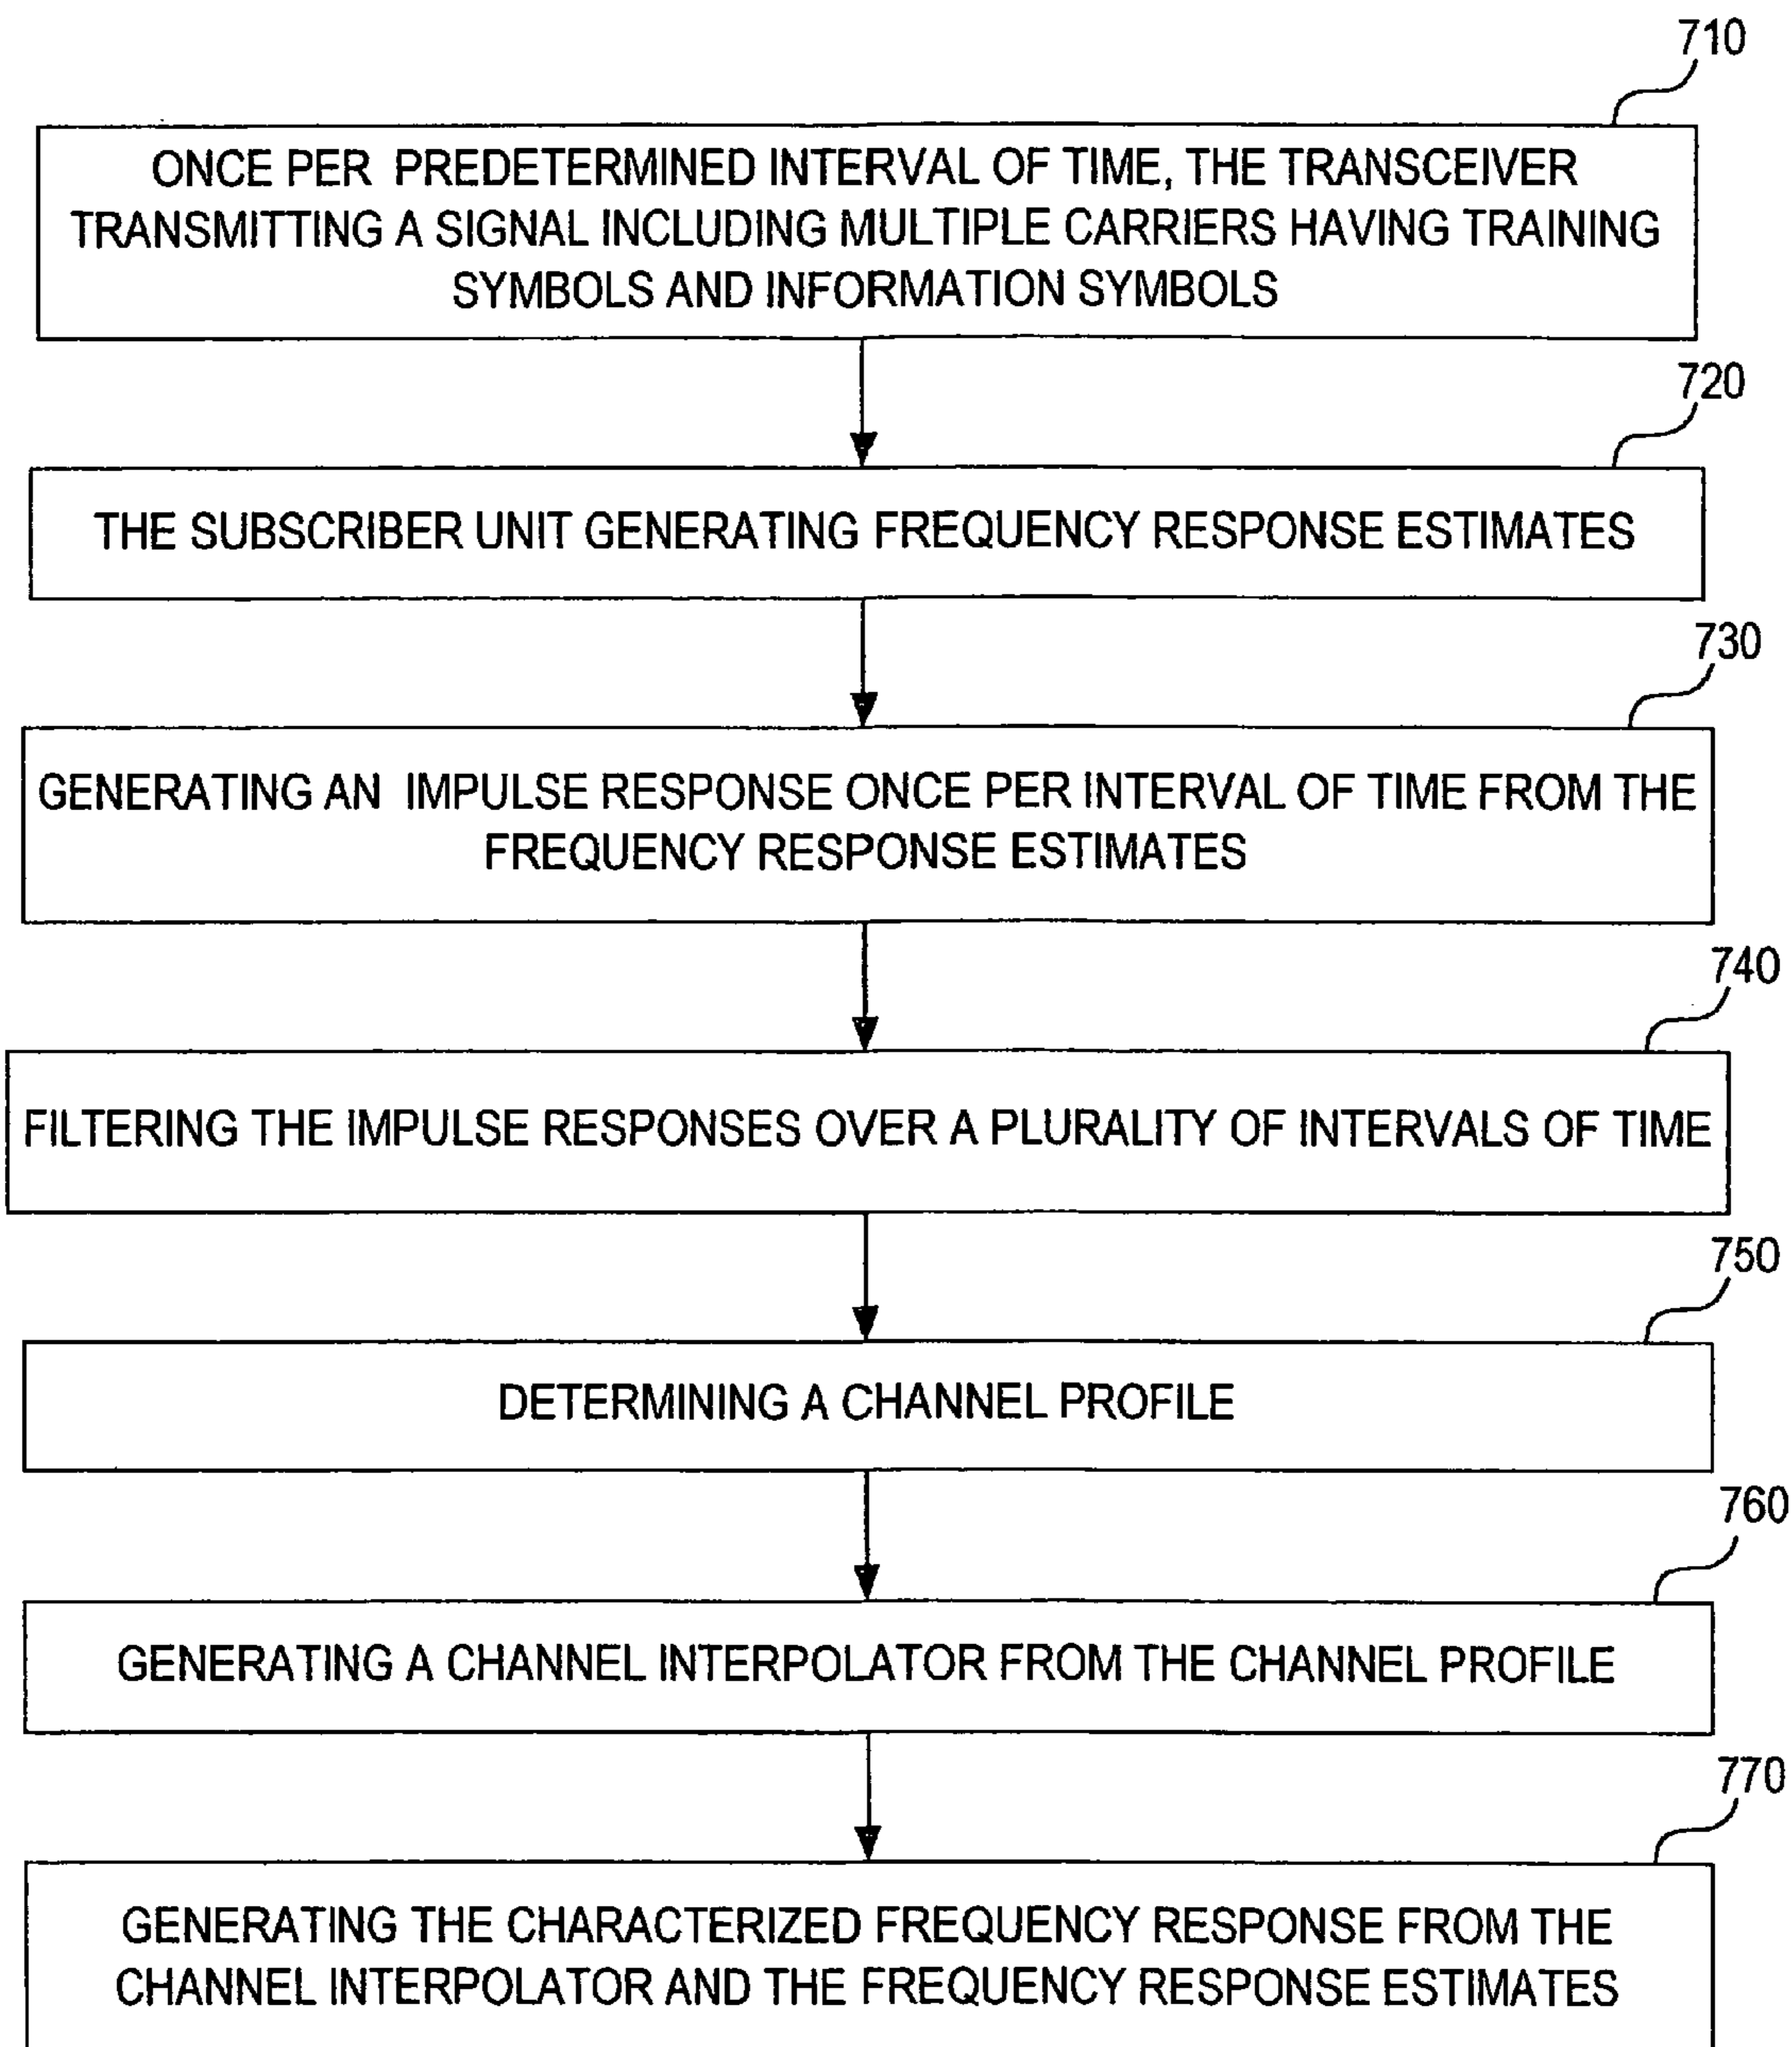 710
ONCE PER PREDETERMINED INTERVAL OF TIME, THE TRANSCEIVER
TRANSMITTING A SIGNAL INCLUDING MULTIPLE CARRIERS HAVING TRAINING
SYMBOLS AND INFORMATION SYMBOLS
720
THE SUBSCRIBER UNIT GENERATING FREQUENCY RESPONSE ESTIMATES
730
GENERATING AN IMPULSE RESPONSE ONCE PER INTERVAL OF TIME FROM THE
FREQUENCY RESPONSE ESTIMATES
740
FILTERING THE IMPULSE RESPONSES OVER A PLURALITY OF INTERVALS OF TIME
750
DETERMINING A CHANNEL PROFILE
760
GENERATING A CHANNEL INTERPOLATOR FROM THE CHANNEL PROFILE
770
GENERATING THE CHARACTERIZED FREQUENCY RESPONSE FROM THE
CHANNEL INTERPOLATOR AND THE FREQUENCY RESPONSE ESTIMATES